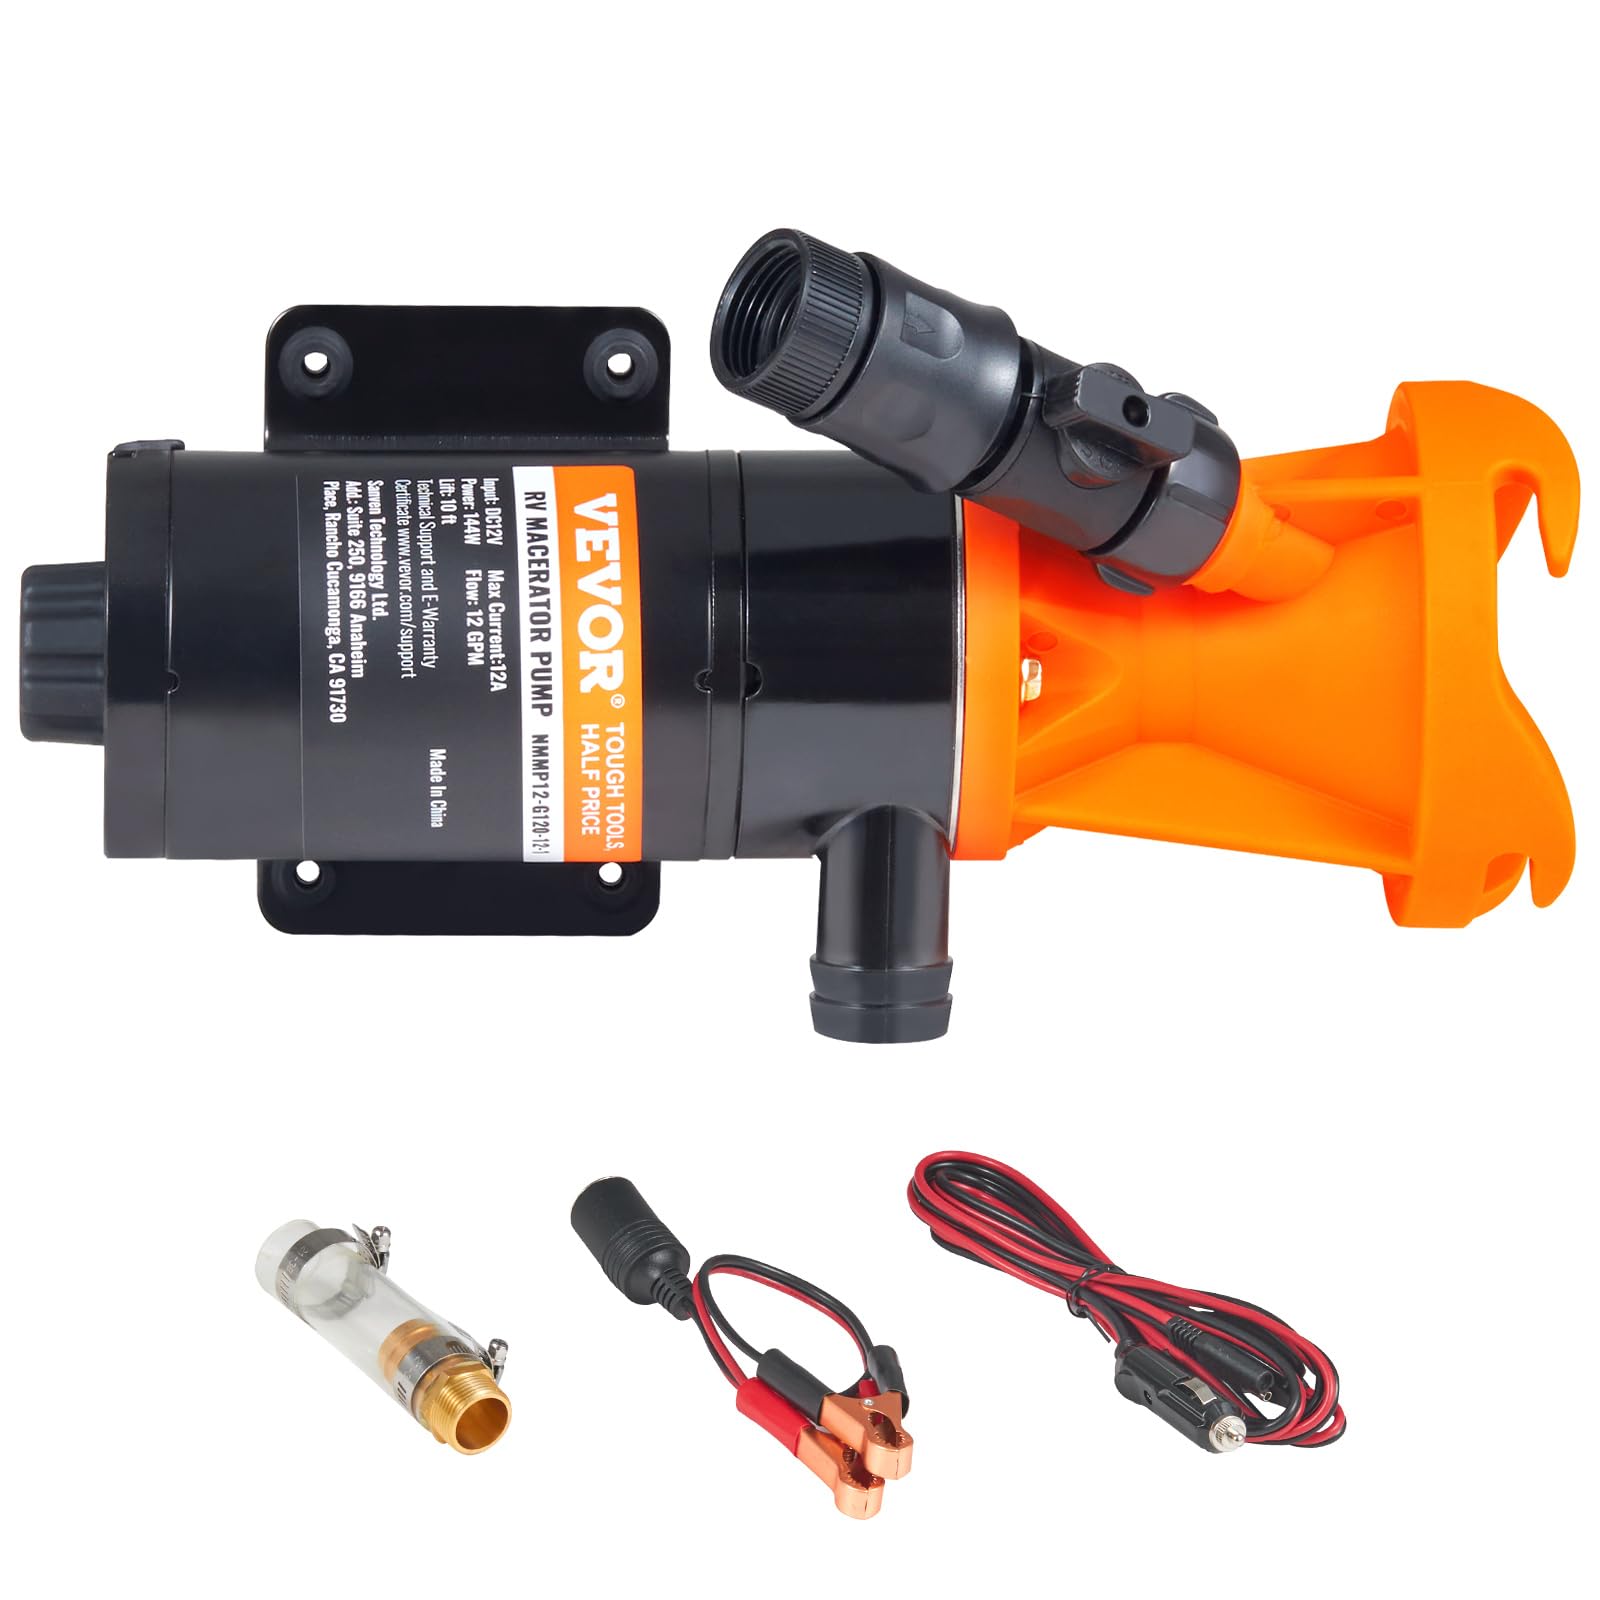 VEVOR® TOUGH TOOLS,
HALF PRICE
RV MACERATOR PUMP NMMP12-G120-12-1
Input: DC12V Max Current:12A
Power: 144W Flow: 12 GPM
Lift: 10 ft
Technical Support and E-Warranty
Certificate www.vevor.com/support
Made In China
Sanven Technology Ltd.
Add.: Suite 250, 9166 Anaheim
Place, Rancho Cucamonga, CA 91730